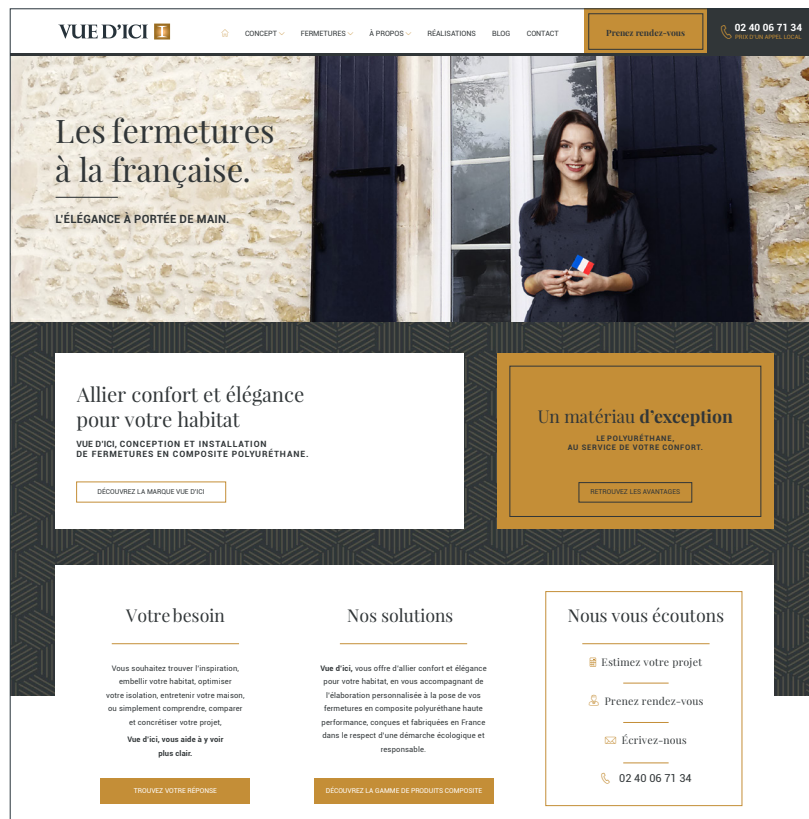 VUE D'ICI I
CONCEPT
FERMETURES
À PROPOS
RÉALISATIONS
BLOG
CONTACT
Prenez rendez-vous
02 40 06 71 34
PRIX D'UN APPEL LOCAL
Les fermetures
à la française.
L'ÉLÉGANCE À PORTÉE DE MAIN.
Allier confort et élégance
pour votre habitat
VUE D'ICI, CONCEPTION ET INSTALLATION
DE FERMETURES EN COMPOSITE POLYURÉTHANE.
DÉCOUVREZ LA MARQUE VUE D'ICI
Un matériau d'exception
LE POLYURÉTHANE,
AU SERVICE DE VOTRE CONFORT.
RETROUVEZ LES AVANTAGES
Votre besoin
Vous souhaitez trouver l'inspiration,
embellir votre habitat, optimiser
votre isolation, entretenir votre maison,
ou simplement comprendre, comparer
et concrétiser votre projet,
Vue d'ici, vous aide à y voir
plus clair.
TROUVEZ VOTRE RÉPONSE
Nos solutions
Vue d'ici, vous offre d'allier confort et élégance
pour votre habitat, en vous accompagnant de
l'élaboration personnalisée à la pose de vos
fermetures en composite polyuréthane haute
performance, conçues et fabriquées en France
dans le respect d'une démarche écologique et
responsable.
DÉCOUVREZ LA GAMME DE PRODUITS COMPOSITE
Nous vous écoutons
Estimez votre projet
Prenez rendez-vous
Écrivez-nous
02 40 06 71 34